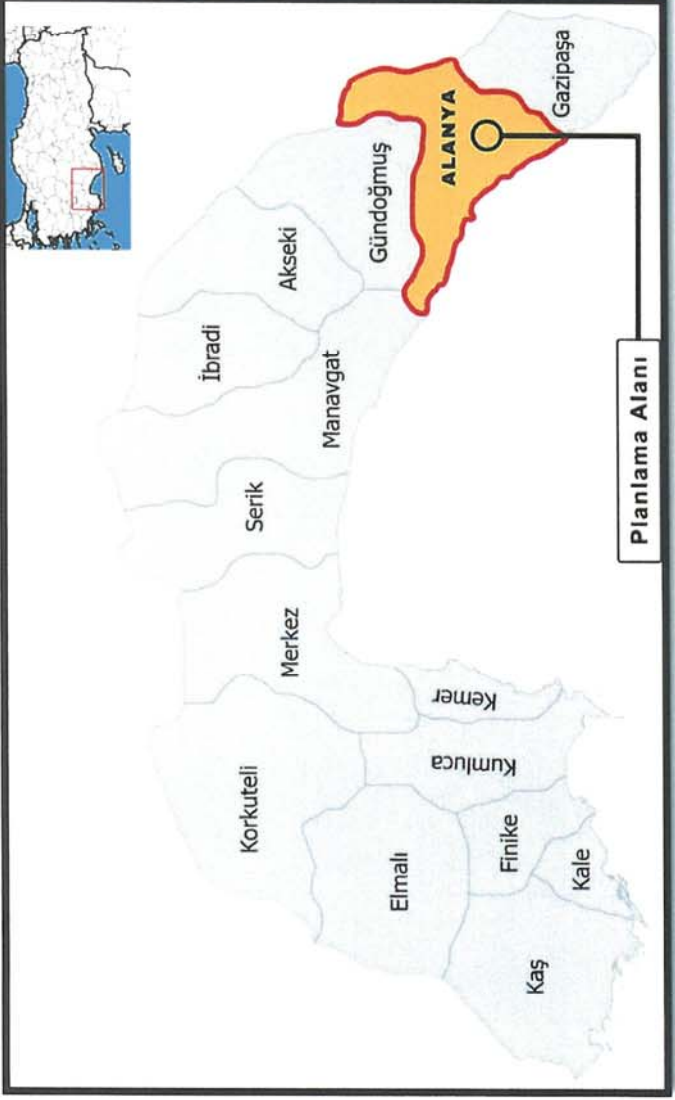 Korkuteli
Elmalı
Kaş
Finike
Kale
Kumluca
Kemer
Merkez
Serik
İbradi
Manavgat
Akseki
Gündoğmuş
ALANYA
Gazipaşa
Planlama Alanı